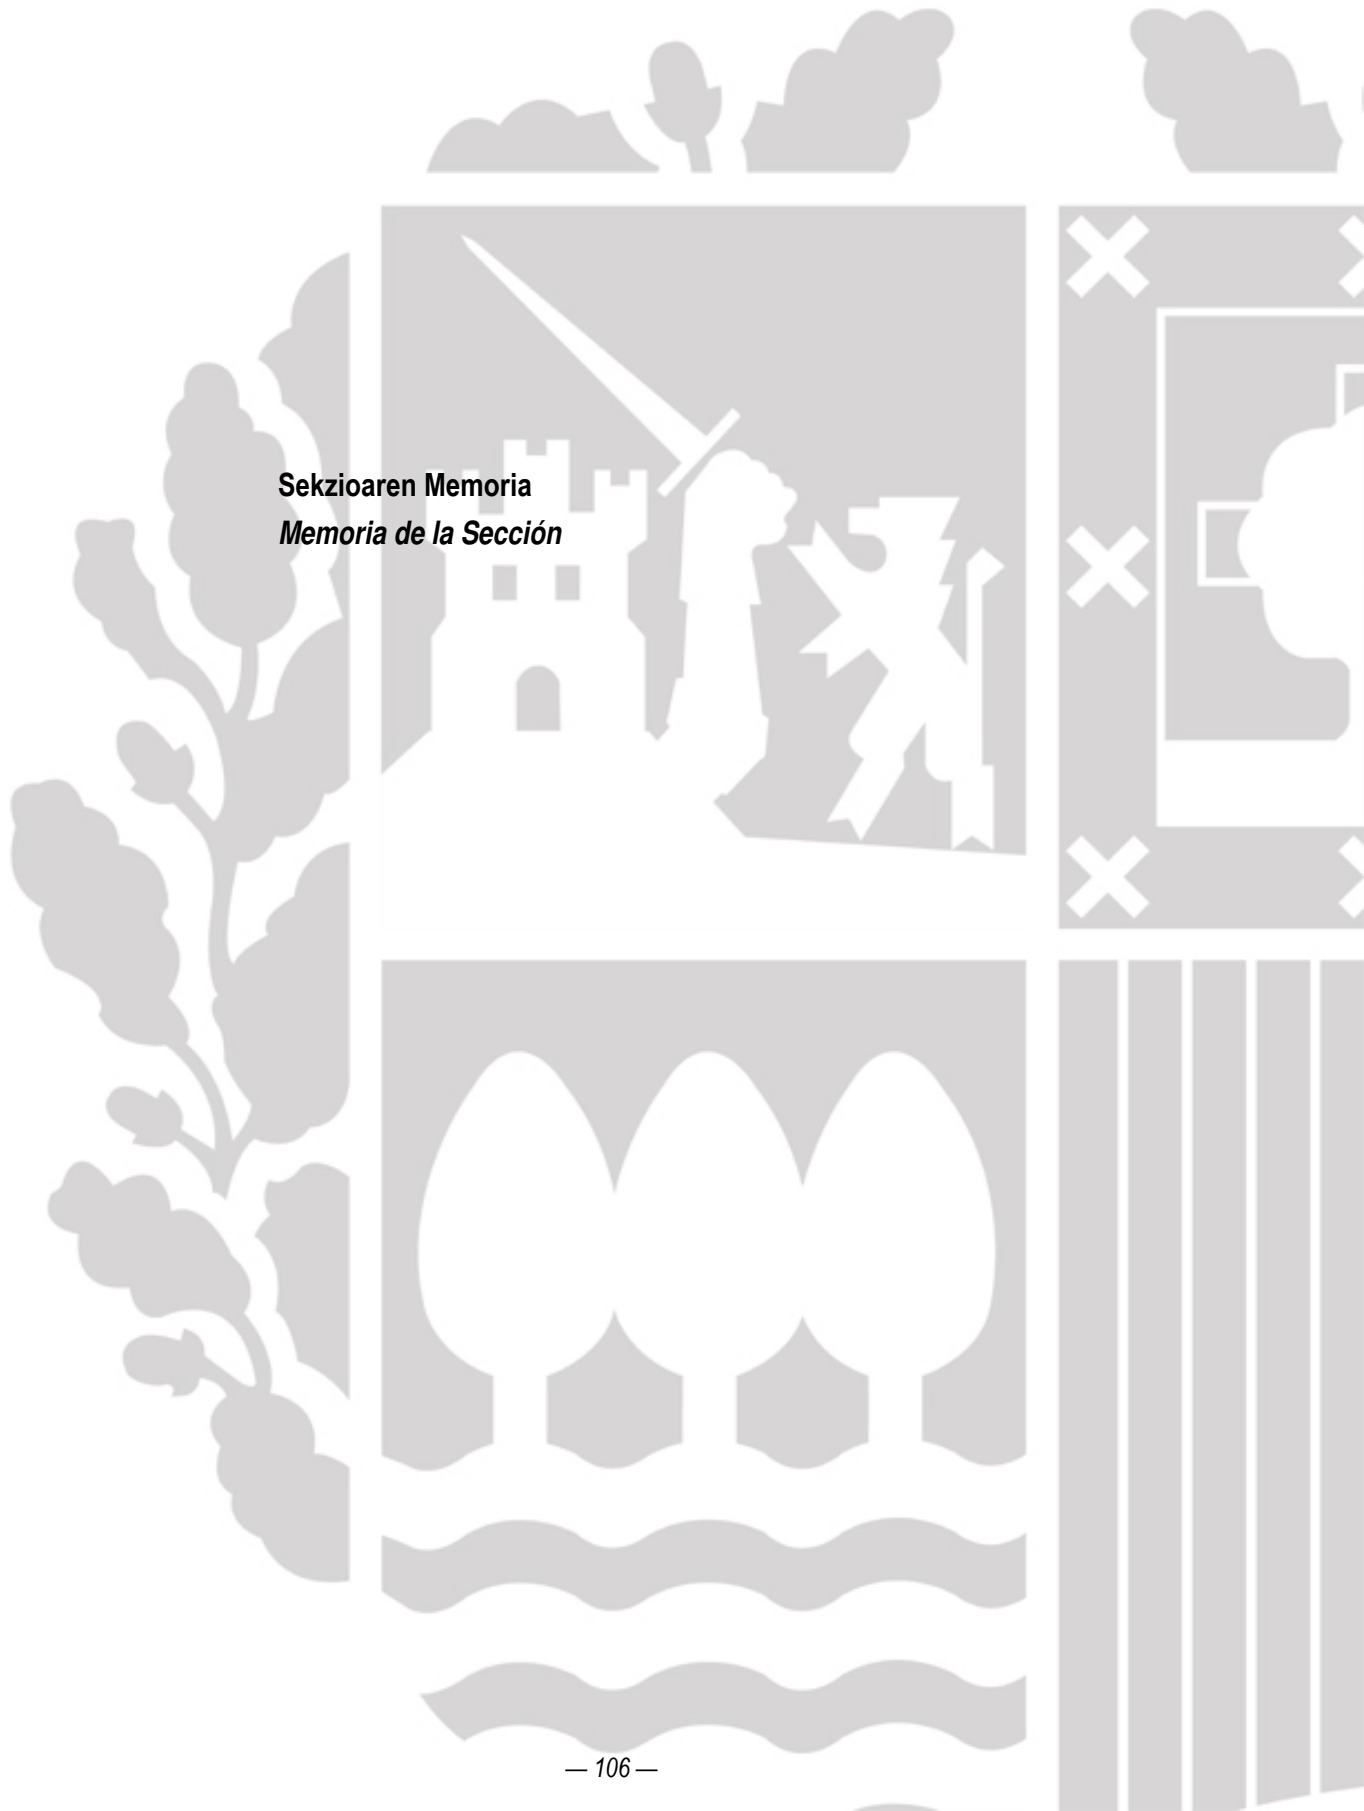 Sekzioaren Memoria
Memoria de la Sección
— 106 —